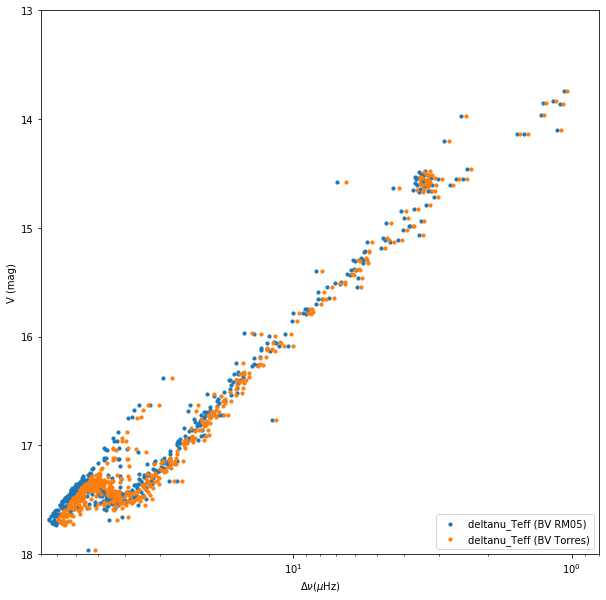 13
14
15
16
17
18
V (mag)
10¹
10⁰
Δν(μHz)
deltanu_Teff (BV RM05)
deltanu_Teff (BV Torres)